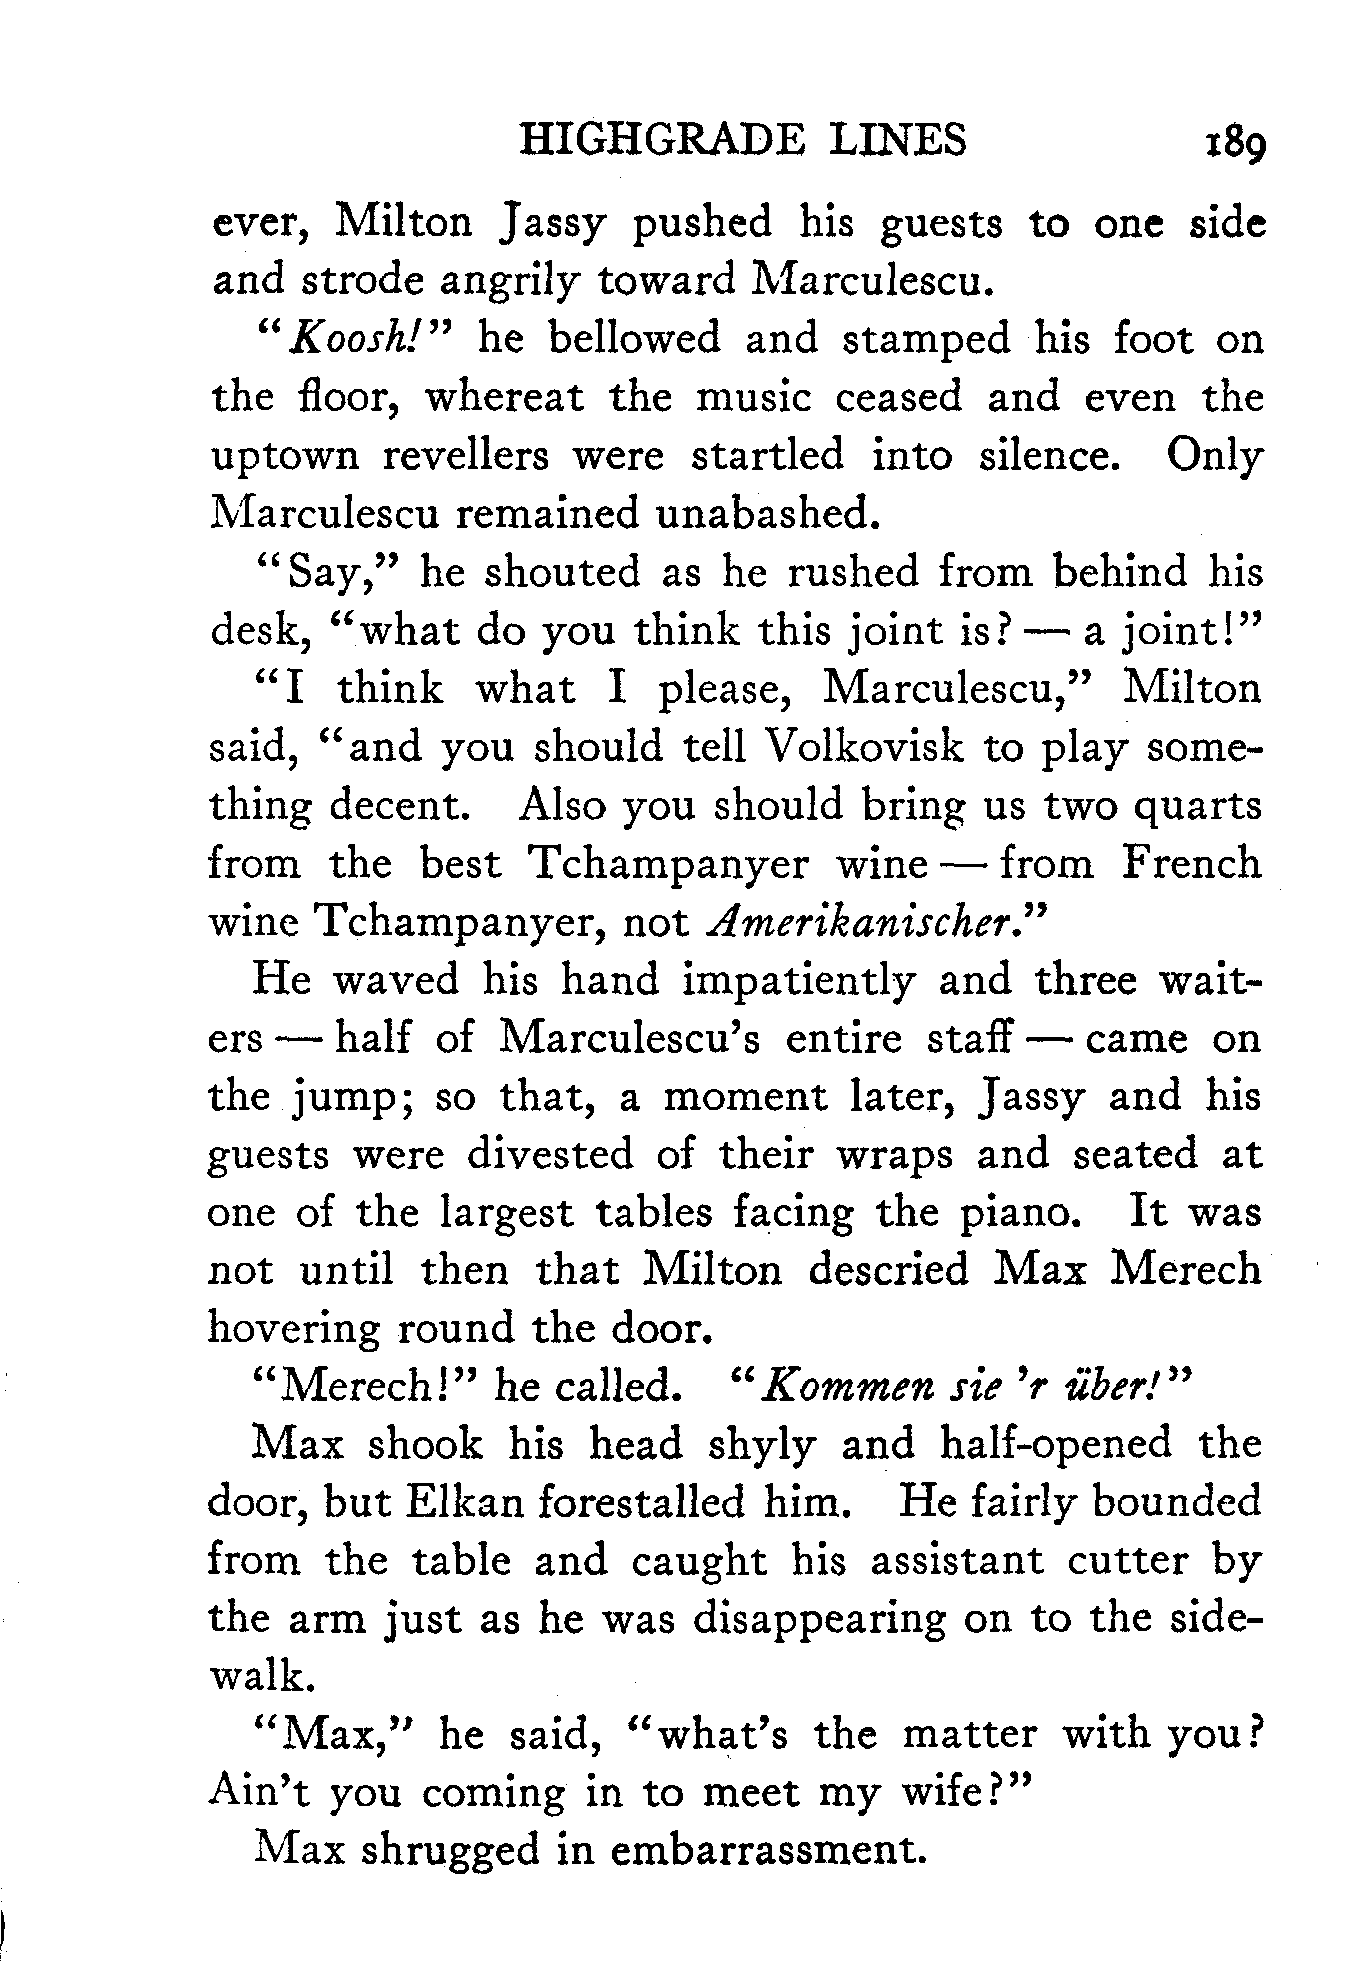 HIGHGRADE LINES 189
ever, Milton Jassy pushed his guests to one side
and strode angrily toward Marculescu.
"Koosh!" he bellowed and stamped his foot on
the floor, whereat the music ceased and even the
uptown revellers were startled into silence. Only
Marculescu remained unabashed.
"Say," he shouted as he rushed from behind his
desk, "what do you think this joint is? — a joint!"
"I think what I please, Marculescu," Milton
said, "and you should tell Volkovisk to play some-
thing decent. Also you should bring us two quarts
from the best Tchampanyer wine — from French
wine Tchampanyer, not Amerikanischer."
He waved his hand impatiently and three wait-
ers — half of Marculescu's entire staff — came on
the jump; so that, a moment later, Jassy and his
guests were divested of their wraps and seated at
one of the largest tables facing the piano. It was
not until then that Milton descried Max Merech
hovering round the door.
"Merech!" he called. "Kommen sie 'r über!"
Max shook his head shyly and half-opened the
door, but Elkan forestalled him. He fairly bounded
from the table and caught his assistant cutter by
the arm just as he was disappearing on to the side-
walk.
"Max," he said, "what's the matter with you?
Ain't you coming in to meet my wife?"
Max shrugged in embarrassment.